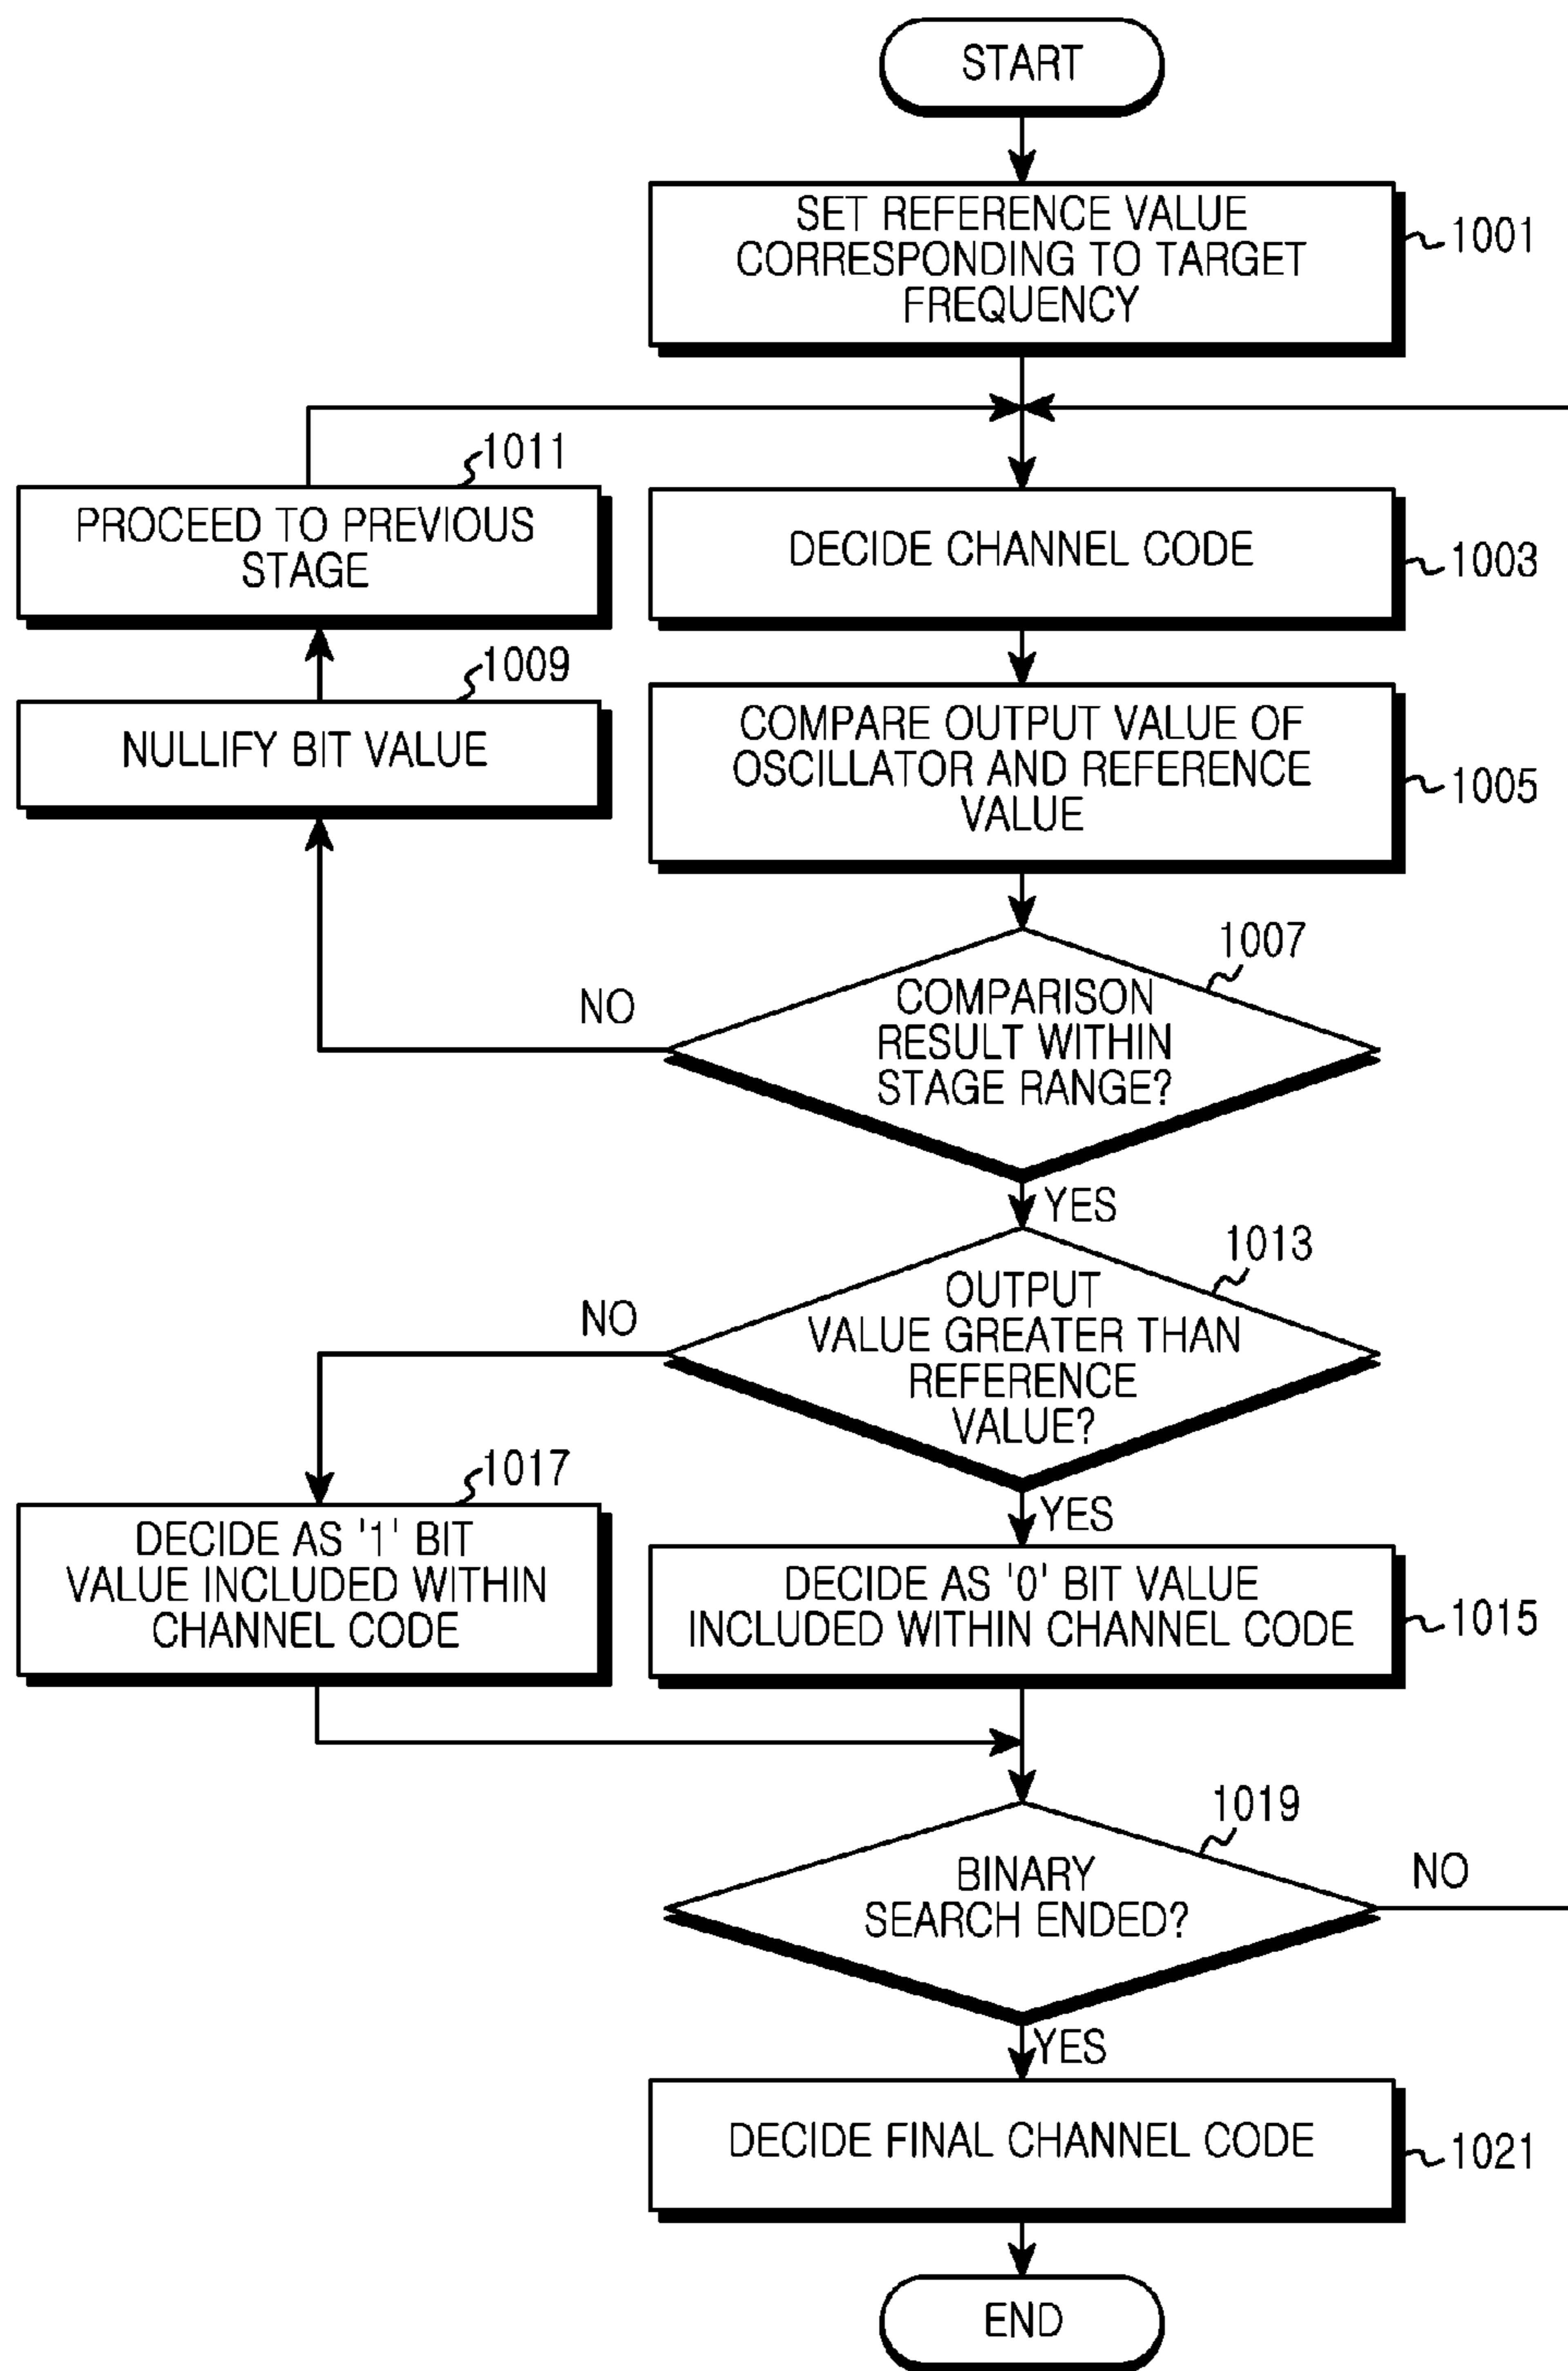 START
SET REFERENCE VALUE
CORRESPONDING TO TARGET
FREQUENCY
1001
1011
PROCEED TO PREVIOUS
STAGE
DECIDE CHANNEL CODE
1003
1009
NULLIFY BIT VALUE
COMPARE OUTPUT VALUE OF
OSCILLATOR AND REFERENCE
VALUE
1005
1007
NO
COMPARISON
RESULT WITHIN
STAGE RANGE?
YES
1013
NO
OUTPUT
VALUE GREATER THAN
REFERENCE
VALUE?
YES
1017
DECIDE AS '1' BIT
VALUE INCLUDED WITHIN
CHANNEL CODE
DECIDE AS '0' BIT VALUE
INCLUDED WITHIN CHANNEL CODE
1015
1019
BINARY
SEARCH ENDED?
NO
YES
DECIDE FINAL CHANNEL CODE
1021
END